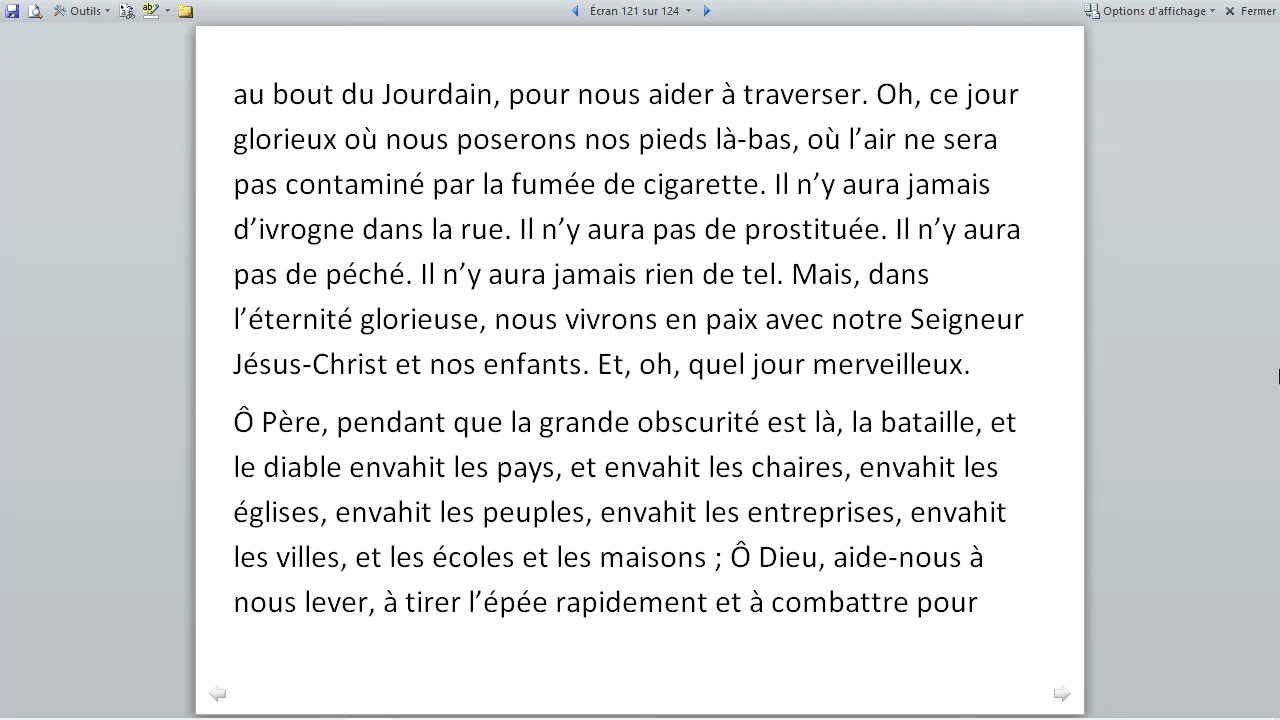 Outils
Écran 121 sur 124
Options d'affichage
Fermer
au bout du Jourdain, pour nous aider à traverser. Oh, ce jour
glorieux où nous poserons nos pieds là-bas, où l’air ne sera
pas contaminé par la fumée de cigarette. Il n’y aura jamais
d’ivrogne dans la rue. Il n’y aura pas de prostituée. Il n’y aura
pas de péché. Il n’y aura jamais rien de tel. Mais, dans
l’éternité glorieuse, nous vivrons en paix avec notre Seigneur
Jésus-Christ et nos enfants. Et, oh, quel jour merveilleux.
Ô Père, pendant que la grande obscurité est là, la bataille, et
le diable envahit les pays, et envahit les chaires, envahit les
églises, envahit les peuples, envahit les entreprises, envahit
les villes, et les écoles et les maisons ; Ô Dieu, aide-nous à
nous lever, à tirer l’épée rapidement et à combattre pour